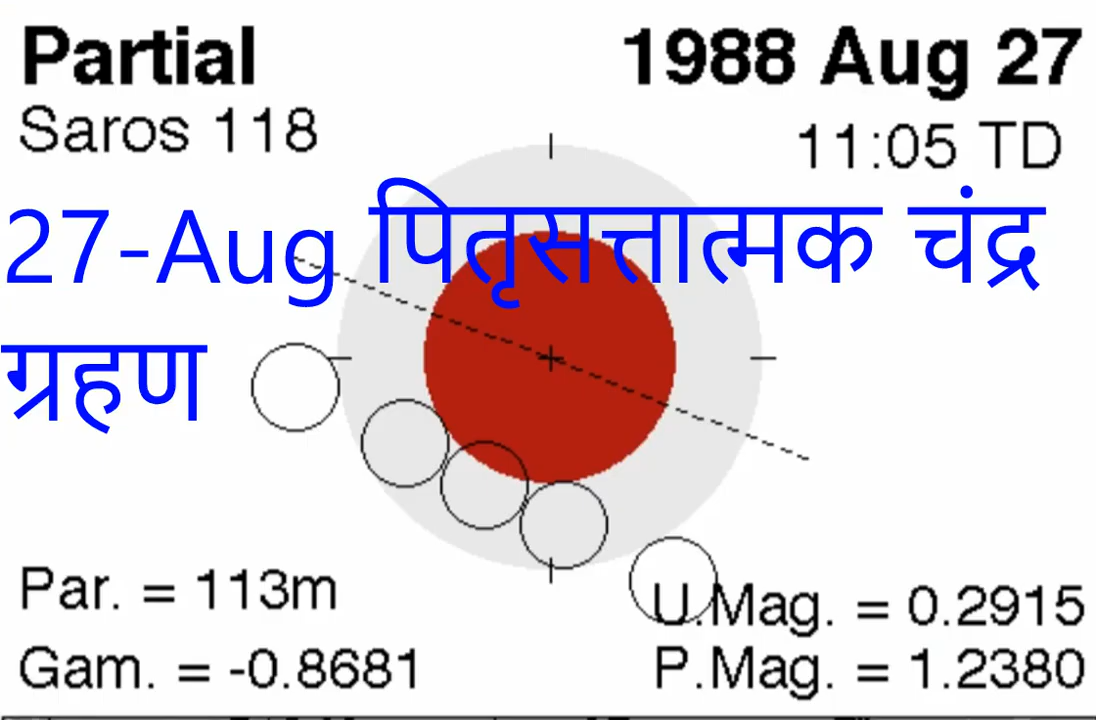 Partial 1988 Aug 27
Saros 118 11:05 TD
27-Aug पितृसत्तात्मक चंद्र
ग्रहण
Par. = 113m U.Mag. = 0.2915
Gam. = -0.8681 P.Mag. = 1.2380